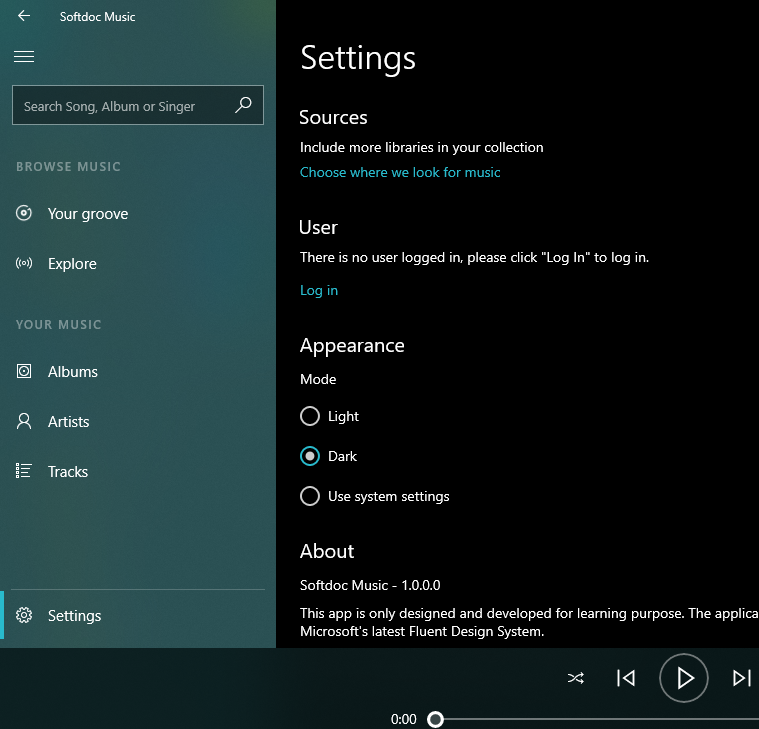 Softdoc Music
Search Song, Album or Singer
BROWSE MUSIC
Your groove
Explore
YOUR MUSIC
Albums
Artists
Tracks
Settings
Settings
Sources
Include more libraries in your collection
Choose where we look for music
User
There is no user logged in, please click "Log In" to log in.
Log in
Appearance
Mode
Light
Dark
Use system settings
About
Softdoc Music - 1.0.0.0
This app is only designed and developed for learning purpose. The applica
Microsoft's latest Fluent Design System.
0:00